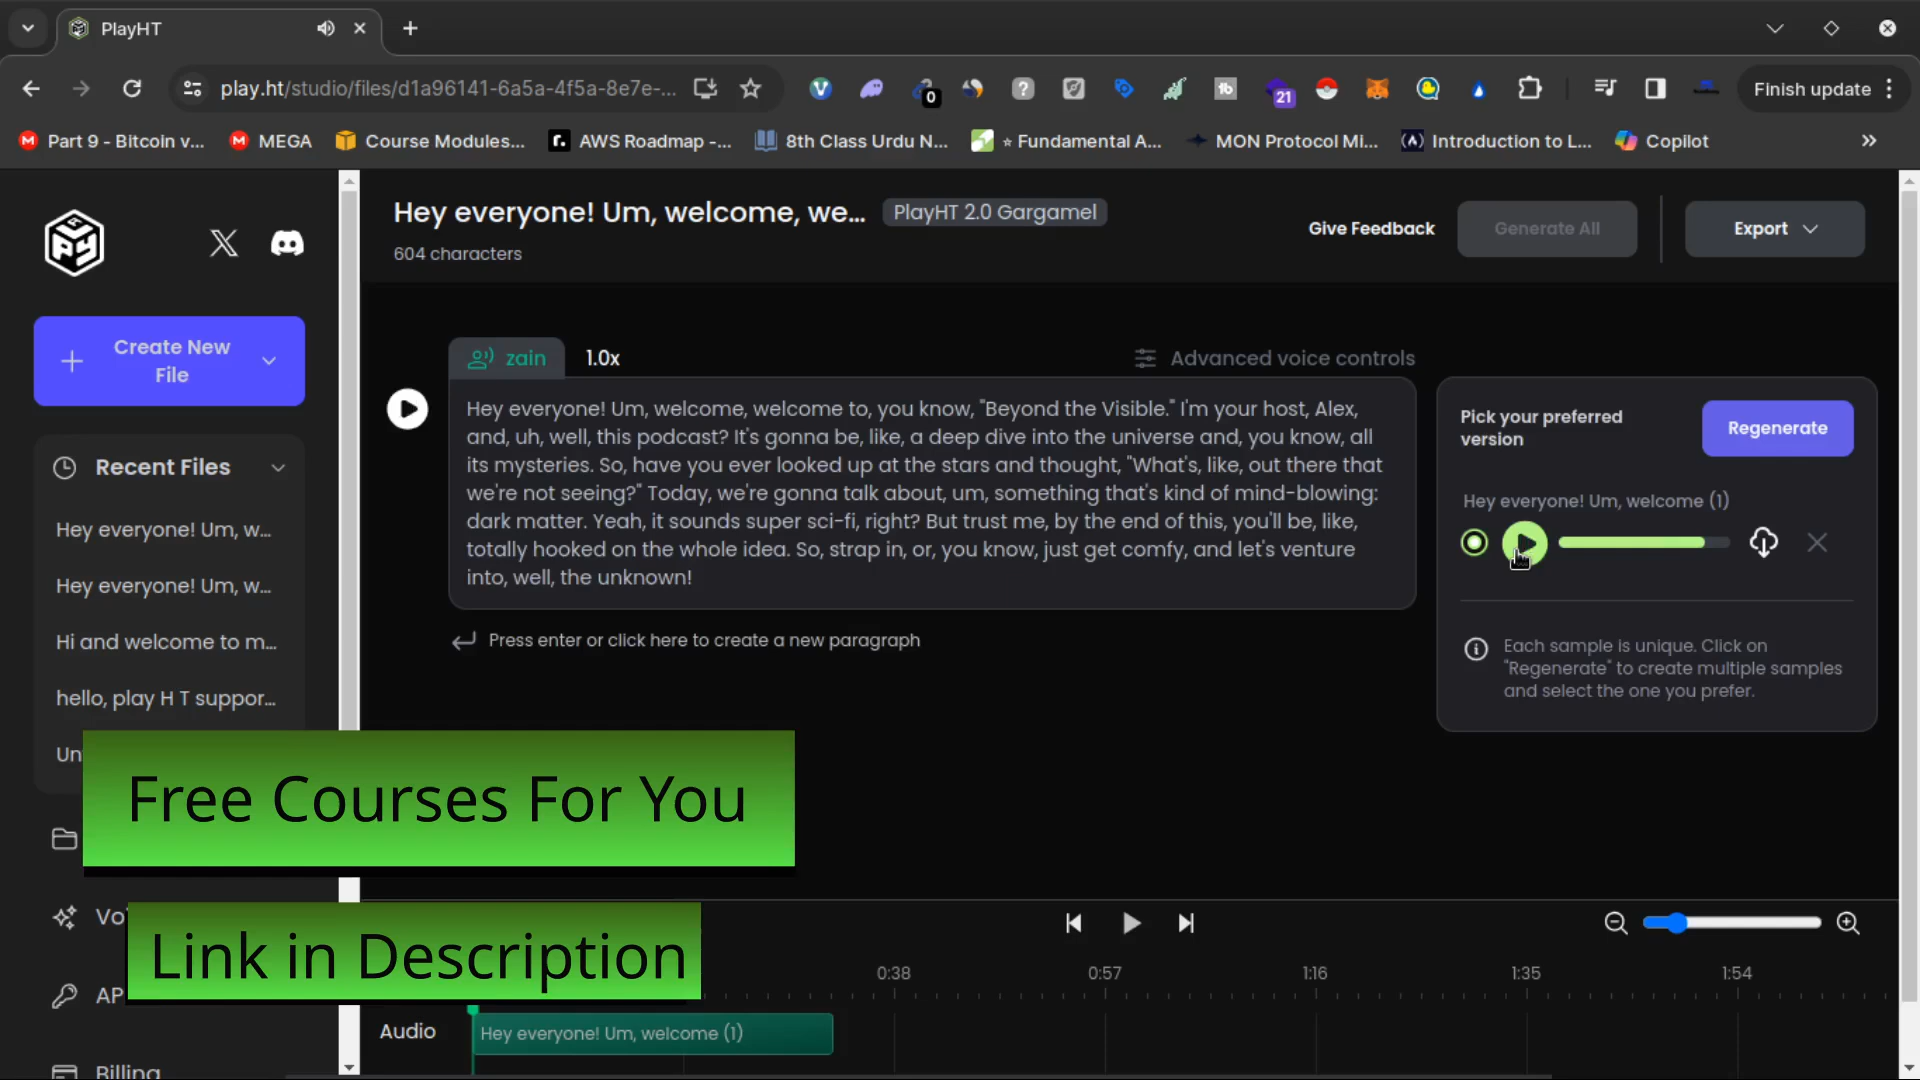 PlayHT
play.ht/studio/files/d1a96141-6a5a-4f5a-8e7e-...
0
21
Finish update
Part 9 - Bitcoin v...
MEGA
Course Modules...
AWS Roadmap -...
8th Class Urdu N...
⭐ Fundamental A...
MON Protocol Mi...
Introduction to L...
Copilot
Hey everyone! Um, welcome, we...
PlayHT 2.0 Gargamel
604 characters
Give Feedback
Generate All
Export
Create New
File
Recent Files
Hey everyone! Um, w...
Hey everyone! Um, w...
Hi and welcome to m...
hello, play H T suppor...
Un
zain
1.0x
Advanced voice controls
Hey everyone! Um, welcome, welcome to, you know, "Beyond the Visible." I'm your host, Alex,
and, uh, well, this podcast? It's gonna be, like, a deep dive into the universe and, you know, all
its mysteries. So, have you ever looked up at the stars and thought, "What's, like, out there that
we're not seeing?" Today, we're gonna talk about, um, something that's kind of mind-blowing:
dark matter. Yeah, it sounds super sci-fi, right? But trust me, by the end of this, you'll be, like,
totally hooked on the whole idea. So, strap in, or, you know, just get comfy, and let's venture
into, well, the unknown!
Press enter or click here to create a new paragraph
Pick your preferred
version
Regenerate
Hey everyone! Um, welcome (1)
Each sample is unique. Click on
"Regenerate" to create multiple samples
and select the one you prefer.
Free Courses For You
Vo
Link in Description
AP
Billing
0:38
0:57
1:16
1:35
1:54
Audio
Hey everyone! Um, welcome (1)